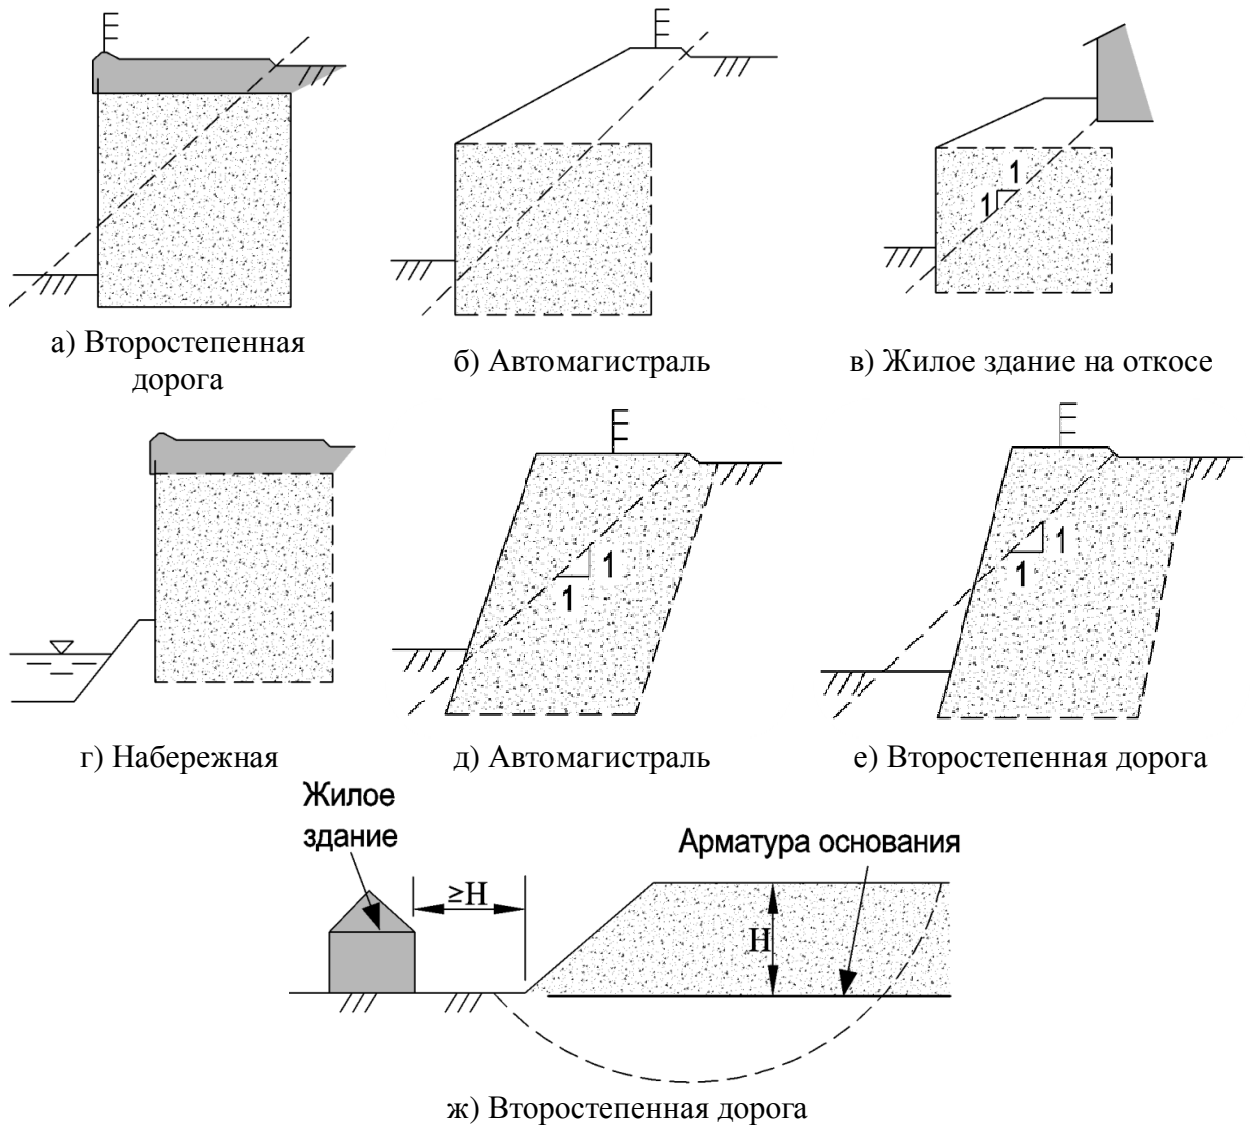 а) Второстепенная
дорога
б) Автомагистраль
1
1
в) Жилое здание на откосе
г) Набережная
1
1
д) Автомагистраль
1
1
е) Второстепенная дорога
Жилое
здание
≥H
Арматура основания
H
ж) Второстепенная дорога